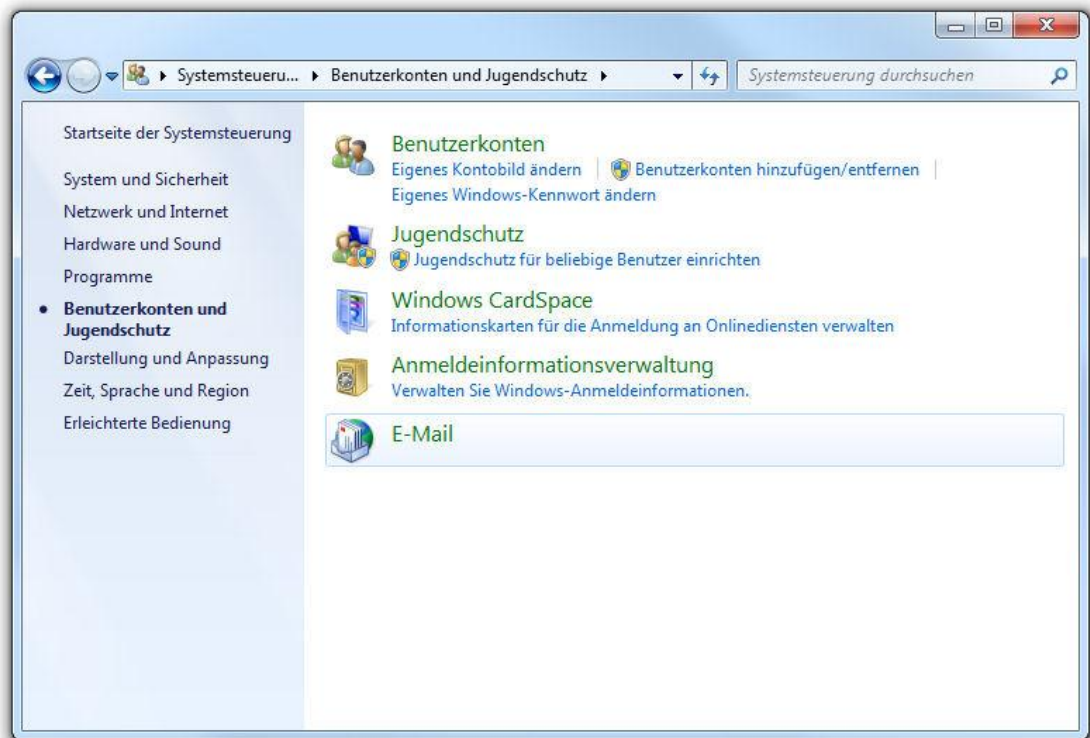 Systemsteueru... Benutzerkonten und Jugendschutz
Systemsteuerung durchsuchen
Startseite der Systemsteuerung
System und Sicherheit
Netzwerk und Internet
Hardware und Sound
Programme
Benutzerkonten und
Jugendschutz
Darstellung und Anpassung
Zeit, Sprache und Region
Erleichterte Bedienung
Benutzerkonten
Eigenes Kontobild ändern Benutzerkonten hinzufügen/entfernen
Eigenes Windows-Kennwort ändern
Jugendschutz
Jugendschutz für beliebige Benutzer einrichten
Windows CardSpace
Informationskarten für die Anmeldung an Onlinediensten verwalten
Anmeldeinformationsverwaltung
Verwalten Sie Windows-Anmeldeinformationen.
E-Mail